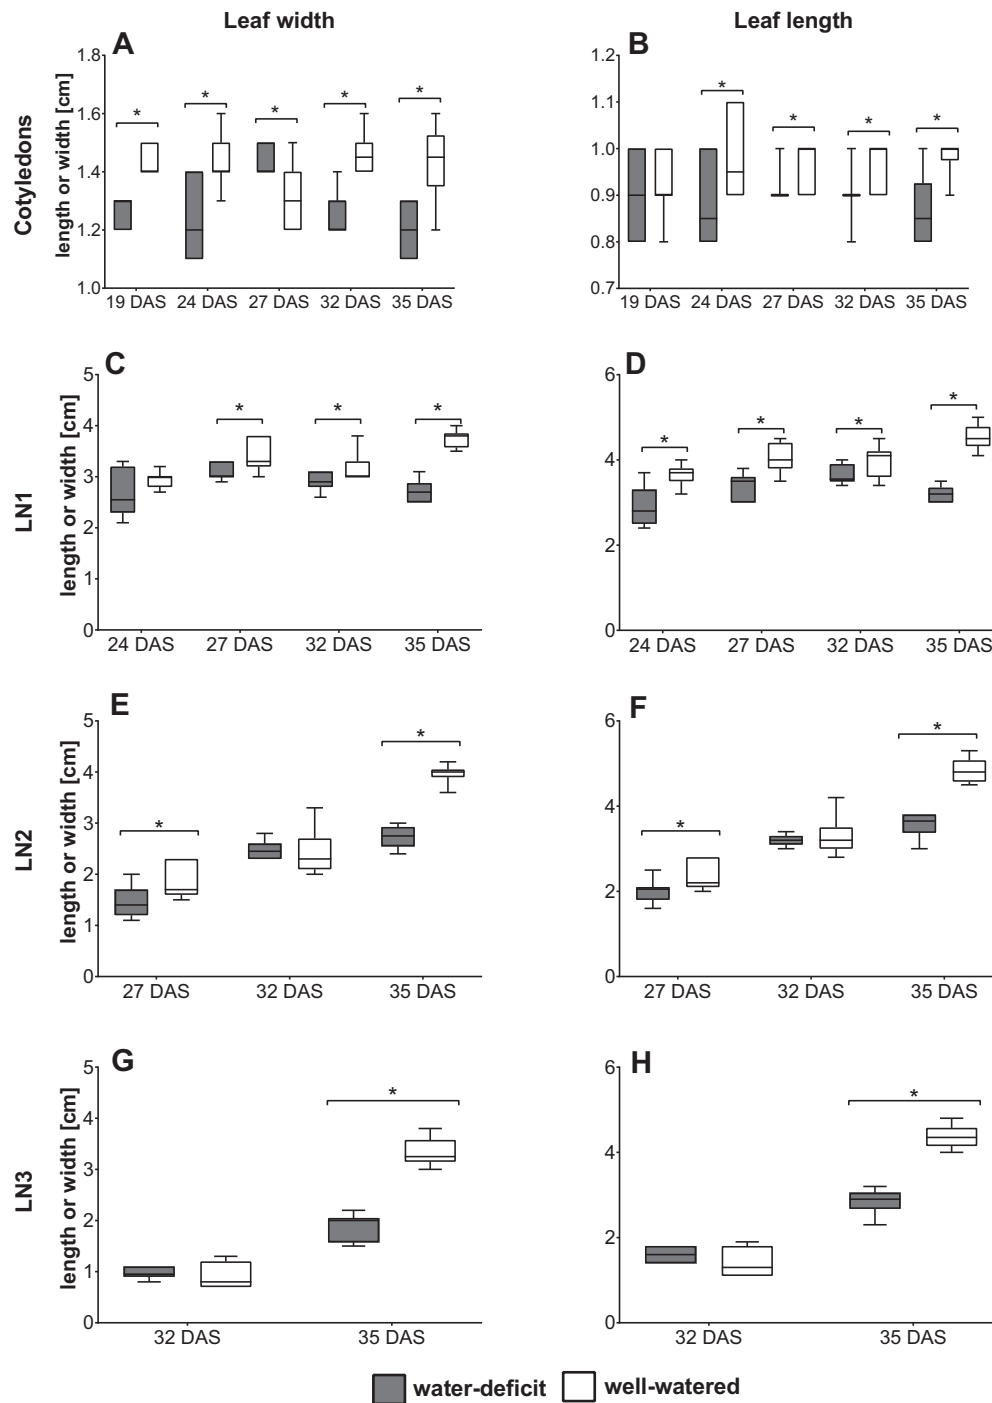 Leaf width
Leaf length
Cotyledons
A
length or width [cm]
1.8
1.6
1.4
1.2
1.0
*
*
*
*
*
19 DAS 24 DAS 27 DAS 32 DAS 35 DAS
B
1.2
1.1
1.0
0.9
0.8
0.7
*
*
*
*
19 DAS 24 DAS 27 DAS 32 DAS 35 DAS
LN1
C
length or width [cm]
5
4
3
2
1
0
*
*
*
24 DAS 27 DAS 32 DAS 35 DAS
D
6
4
2
0
*
*
*
*
24 DAS 27 DAS 32 DAS 35 DAS
LN2
E
length or width [cm]
5
4
3
2
1
0
*
*
27 DAS 32 DAS 35 DAS
F
6
4
2
0
*
*
27 DAS 32 DAS 35 DAS
LN3
G
length or width [cm]
5
4
3
2
1
0
*
32 DAS 35 DAS
H
6
4
2
0
*
32 DAS 35 DAS
water-deficit well-watered